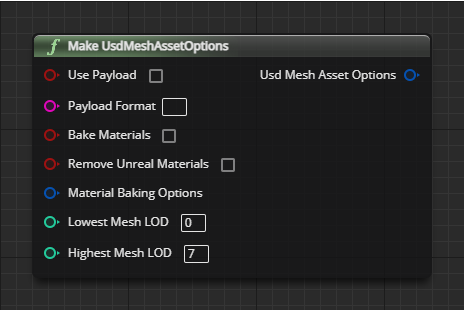 f Make UsdMeshAssetOptions
Use Payload Usd Mesh Asset Options
Payload Format
Bake Materials
Remove Unreal Materials
Material Baking Options
Lowest Mesh LOD 0
Highest Mesh LOD 7